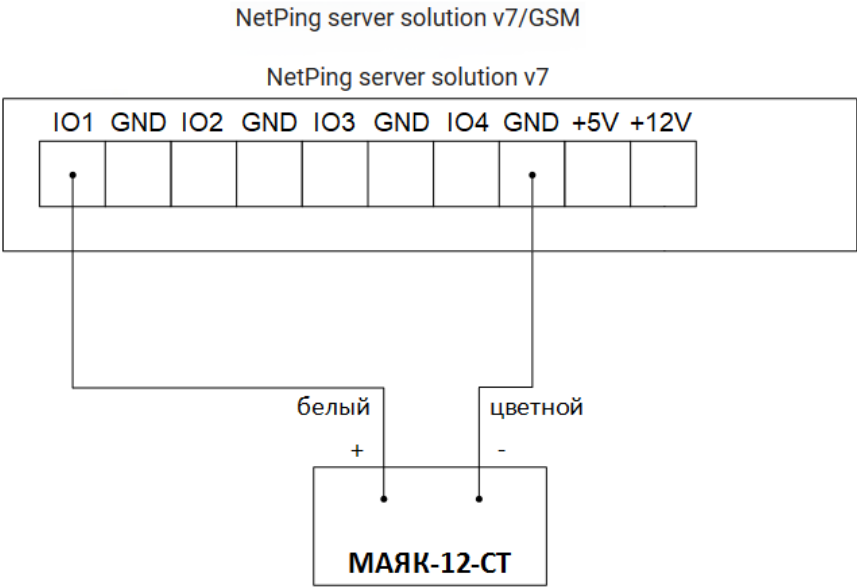 NetPing server solution v7/GSM
NetPing server solution v7
IO1 GND IO2 GND IO3 GND IO4 GND +5V +12V
белый цветной
+ -
МАЯК-12-СТ